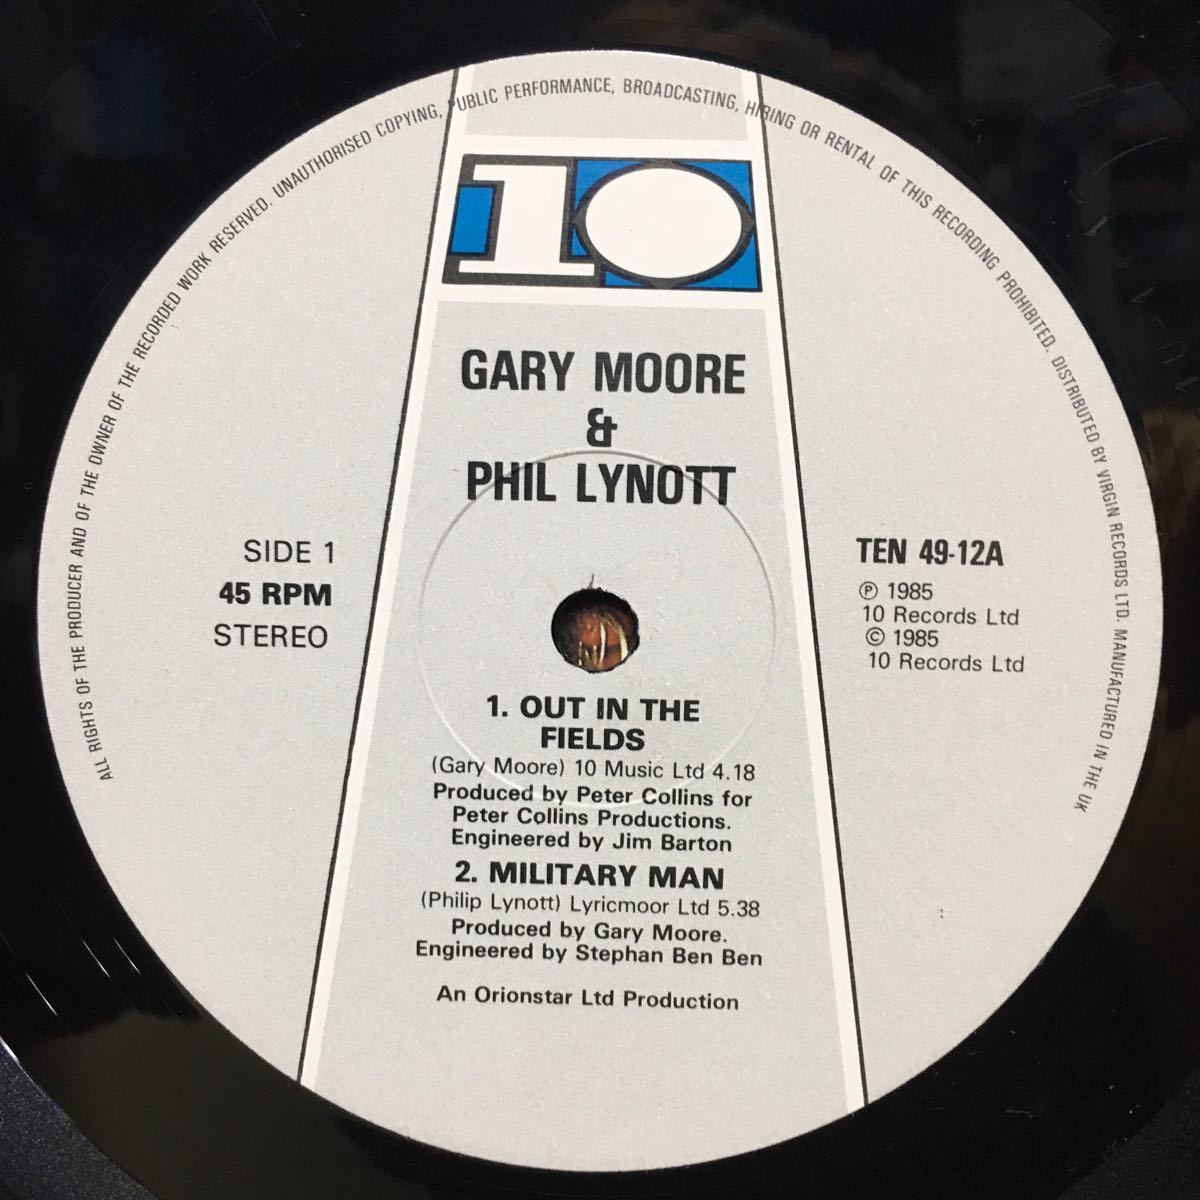 ALL RIGHTS OF THE PRODUCER AND OF THE OWNER OF THE RECORDED WORK RESERVED. UNAUTHORISED COPYING, PUBLIC PERFORMANCE, BROADCASTING, HIRING OR RENTAL OF THIS RECORDING PROHIBITED. DISTRIBUTED BY VIRGIN RECORDS LTD. MANUFACTURED IN THE UK
10
GARY MOORE
&
PHIL LYNOTT
SIDE 1
45 RPM
STEREO
TEN 49-12A
℗ 1985
10 Records Ltd
© 1985
10 Records Ltd
1. OUT IN THE
FIELDS
(Gary Moore) 10 Music Ltd 4.18
Produced by Peter Collins for
Peter Collins Productions.
Engineered by Jim Barton
2. MILITARY MAN
(Philip Lynott) Lyricmoor Ltd 5.38
Produced by Gary Moore.
Engineered by Stephan Ben Ben
An Orionstar Ltd Production